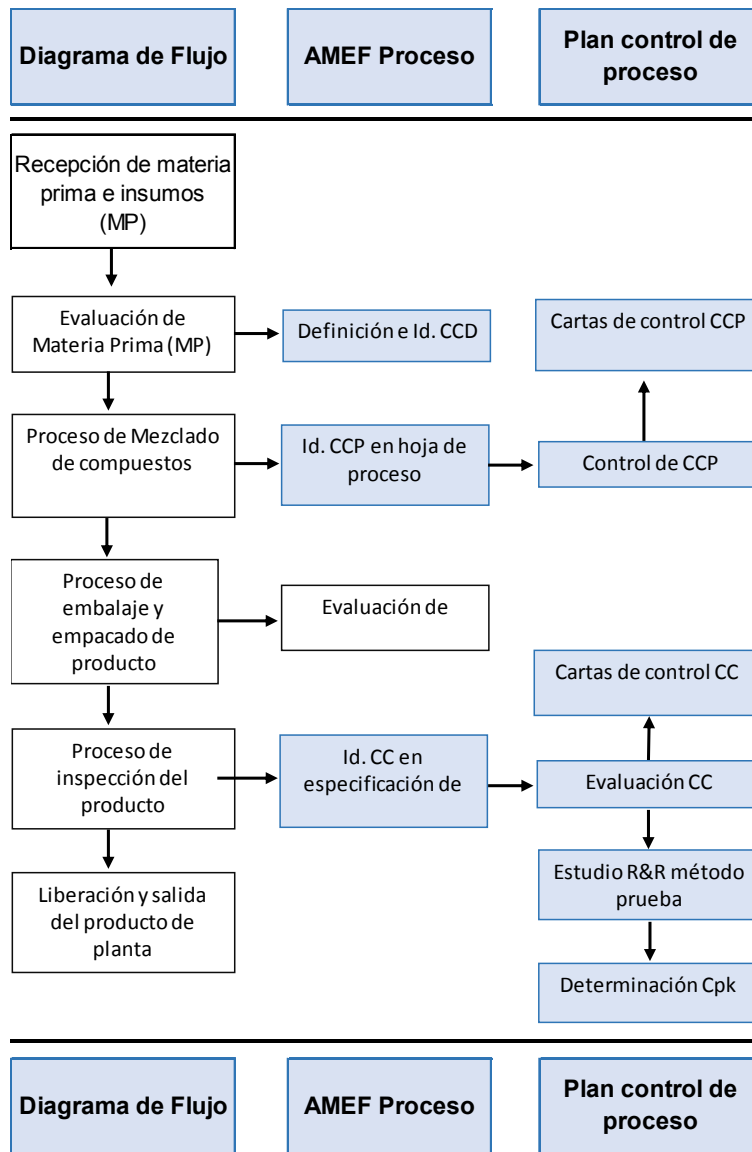 Diagrama de Flujo
AMEF Proceso
Plan control de
proceso
Recepción de materia
prima e insumos
(MP)
Evaluación de
Materia Prima (MP)
Definición e Id. CCD
Cartas de control CCP
Proceso de Mezclado
de compuestos
Id. CCP en hoja de
proceso
Control de CCP
Proceso de
embalaje y
empacado de
producto
Evaluación de
Cartas de control CC
Proceso de
inspección del
producto
Id. CC en
especificación de
Evaluación CC
Liberación y salida
del producto de
planta
Estudio R&R método
prueba
Determinación Cpk
Diagrama de Flujo
AMEF Proceso
Plan control de
proceso